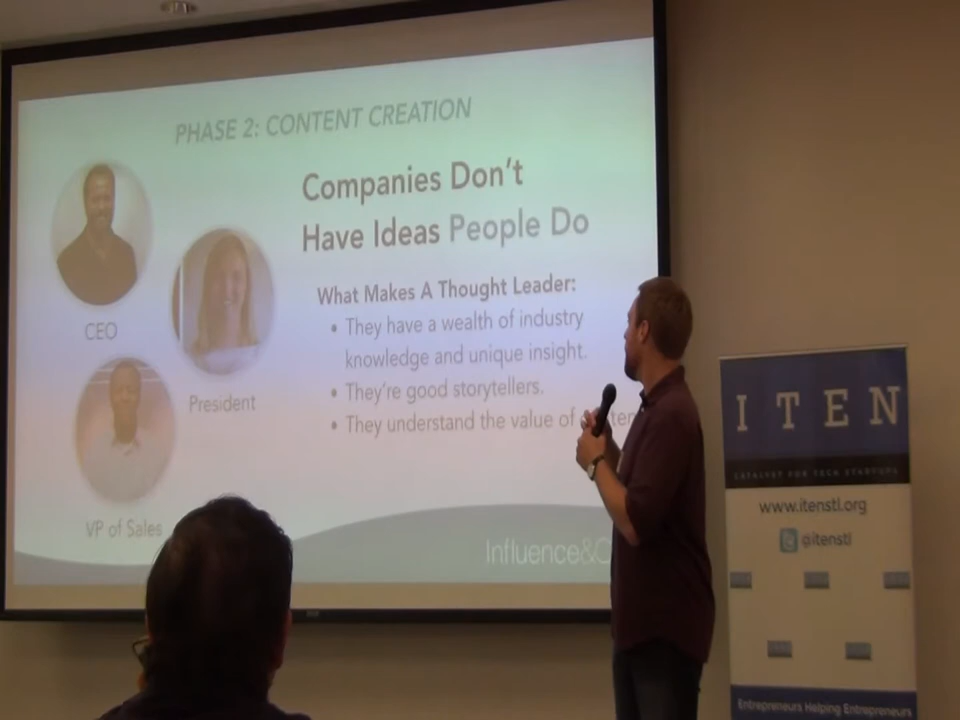 PHASE 2: CONTENT CREATION
Companies Don't
Have Ideas People Do
What Makes A Thought Leader:
• They have a wealth of industry
knowledge and unique insight.
• They're good storytellers.
• They understand the value of
CEO
President
VP of Sales
Influence&
ITEN
CATALYST FOR TECH STARTUPS
www.itenstl.org
@itenstl
Entrepreneurs Helping Entrepreneurs